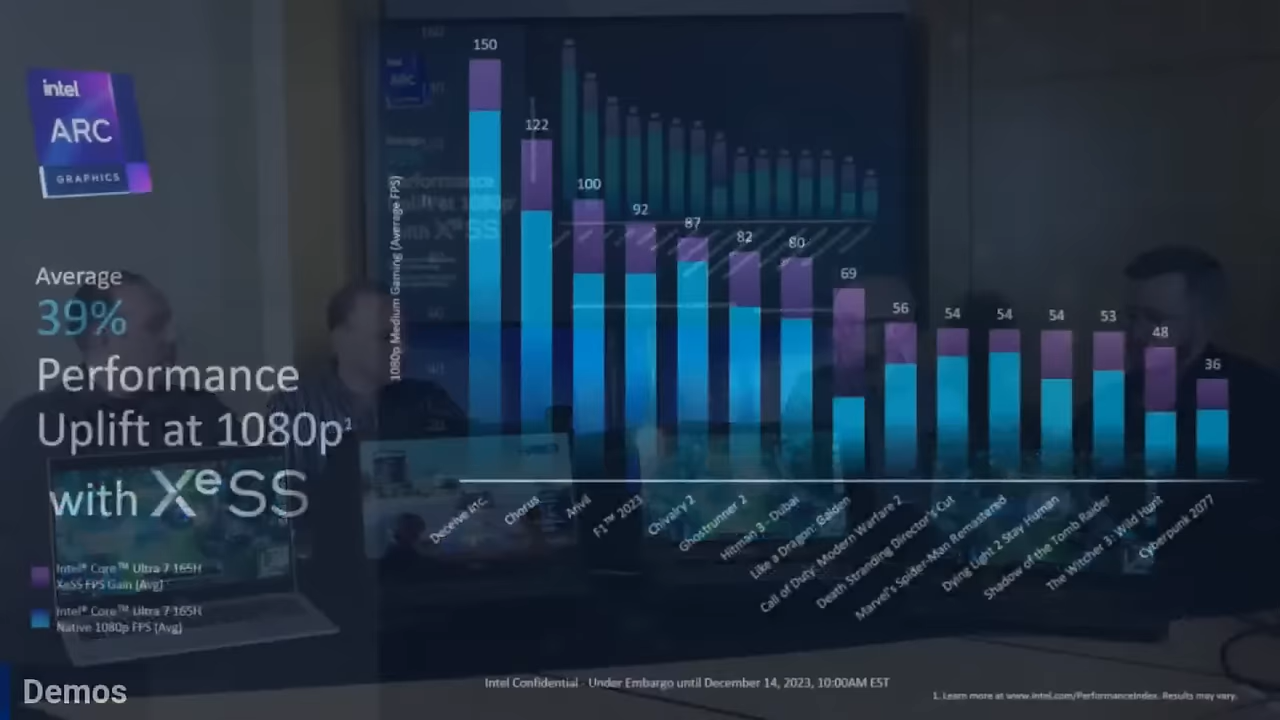 intel
ARC
GRAPHICS
Average
39%
Performance
Uplift at 1080p¹
with XᵉSS
Intel® Core™ Ultra 7 165H
XeSS FPS Gain (Avg)
Intel® Core™ Ultra 7 165H
Native 1080p FPS (Avg)
1080p Medium Gaming (Average FPS)
150
122
100
92
87
82
80
69
56
54
54
54
53
48
36
Deceive Inc.
Chorus
Anvil
F1™ 2023
Chivalry 2
Ghostrunner 2
Hitman 3 - Dubai
Like a Dragon: Gaiden
Call of Duty: Modern Warfare 2
Death Stranding Director's Cut
Marvel's Spider-Man Remastered
Dying Light 2 Stay Human
Shadow of the Tomb Raider
The Witcher 3: Wild Hunt
Cyberpunk 2077
Intel Confidential - Under Embargo until December 14, 2023, 10:00AM EST
1. Learn more at www.intel.com/PerformanceIndex. Results may vary.
Demos